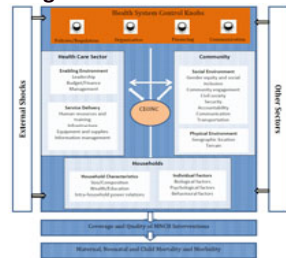 Health System Control Knobs
Policies/Regulations
Organization
Financing
Communications
External Shocks
Other Sectors
Health Care Sector
Enabling Environment
Leadership
Budget/Finance
Management
Service Delivery
Human resources and
training
Infrastructure
Equipment and supplies
Information management
CEONC
Community
Social Environment
Gender equity and social
inclusion
Community engagement
Civil society
Security
Accountability
Communication
Transportation
Physical Environment
Geographic location
Terrain
Households
Household Characteristics
Size/Composition
Wealth/Education
Intra-household power relations
Individual Factors
Biological factors
Psychological factors
Behavioural factors
Coverage and Quality of MNCH Interventions
Maternal, Neonatal and Child Mortality and Morbidity